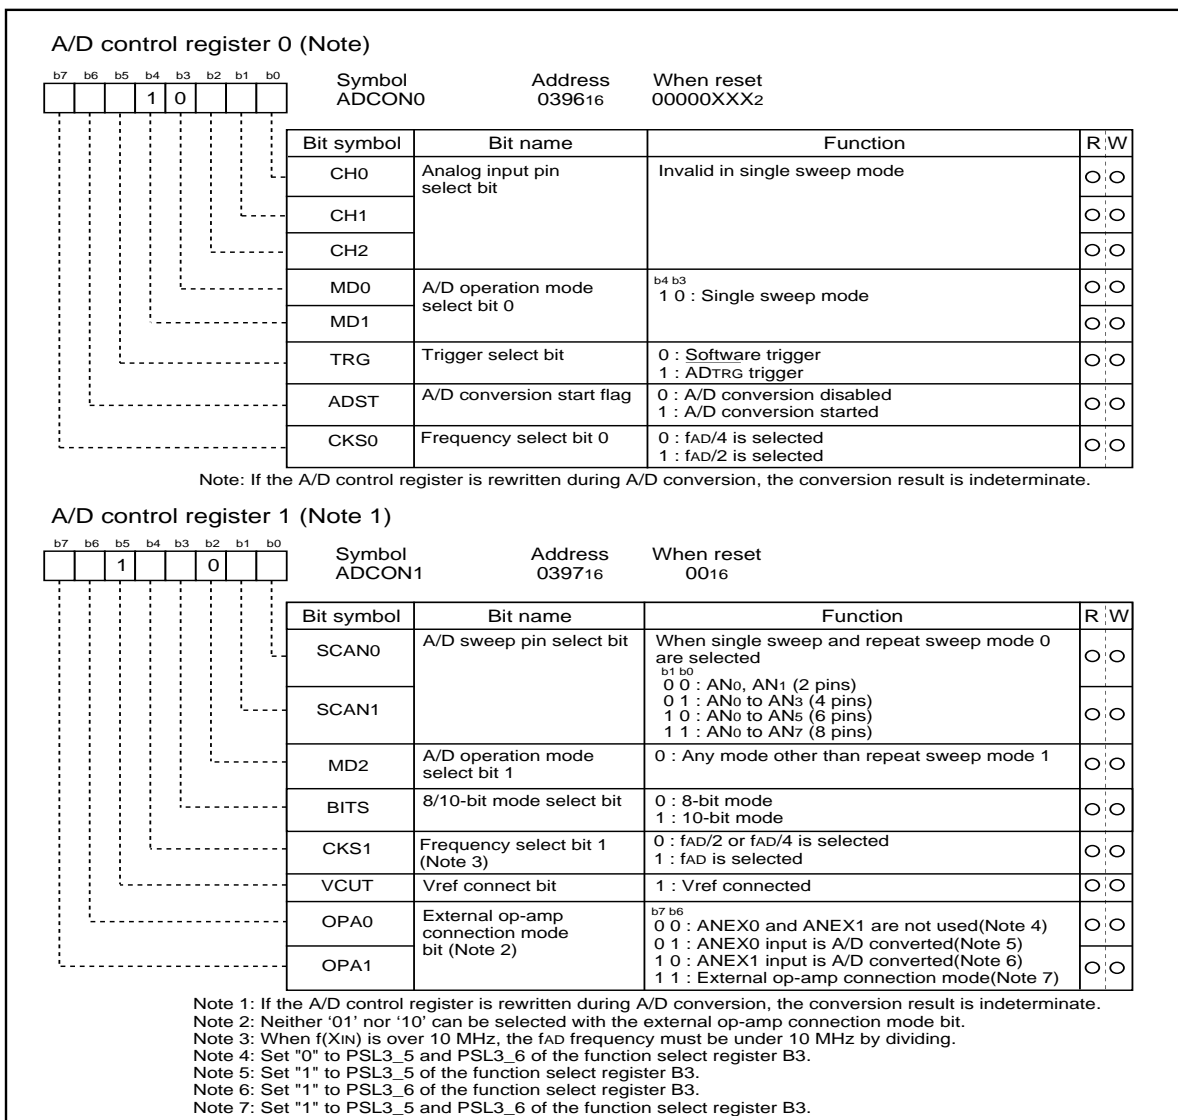 A/D control register 0 (Note)
b7 b6 b5 b4 b3 b2 b1 b0
1 0
Symbol Address When reset
ADCON0 039616 00000XXX2
Bit symbol Bit name Function R W
CH0 Analog input pin select bit Invalid in single sweep mode O O
CH1 O O
CH2 O O
MD0 A/D operation mode select bit 0 b4 b3 O O
1 0 : Single sweep mode
MD1 O O
TRG Trigger select bit 0 : Software trigger O O
1 : ADTRG trigger
ADST A/D conversion start flag 0 : A/D conversion disabled O O
1 : A/D conversion started
CKS0 Frequency select bit 0 0 : fAD/4 is selected O O
1 : fAD/2 is selected
Note: If the A/D control register is rewritten during A/D conversion, the conversion result is indeterminate.
A/D control register 1 (Note 1)
b7 b6 b5 b4 b3 b2 b1 b0
1 0
Symbol Address When reset
ADCON1 039716 0016
Bit symbol Bit name Function R W
SCAN0 A/D sweep pin select bit When single sweep and repeat sweep mode 0 O O
are selected
b1 b0
0 0 : AN0, AN1 (2 pins)
SCAN1 0 1 : AN0 to AN3 (4 pins) O O
1 0 : AN0 to AN5 (6 pins)
1 1 : AN0 to AN7 (8 pins)
MD2 A/D operation mode select bit 1 0 : Any mode other than repeat sweep mode 1 O O
BITS 8/10-bit mode select bit 0 : 8-bit mode O O
1 : 10-bit mode
CKS1 Frequency select bit 1 (Note 3) 0 : fAD/2 or fAD/4 is selected O O
1 : fAD is selected
VCUT Vref connect bit 1 : Vref connected O O
OPA0 External op-amp connection mode bit (Note 2) b7 b6 O O
0 0 : ANEX0 and ANEX1 are not used(Note 4)
0 1 : ANEX0 input is A/D converted(Note 5)
OPA1 1 0 : ANEX1 input is A/D converted(Note 6) O O
1 1 : External op-amp connection mode(Note 7)
Note 1: If the A/D control register is rewritten during A/D conversion, the conversion result is indeterminate.
Note 2: Neither ‘01’ nor ‘10’ can be selected with the external op-amp connection mode bit.
Note 3: When f(XIN) is over 10 MHz, the fAD frequency must be under 10 MHz by dividing.
Note 4: Set "0" to PSL3_5 and PSL3_6 of the function select register B3.
Note 5: Set "1" to PSL3_5 of the function select register B3.
Note 6: Set "1" to PSL3_6 of the function select register B3.
Note 7: Set "1" to PSL3_5 and PSL3_6 of the function select register B3.